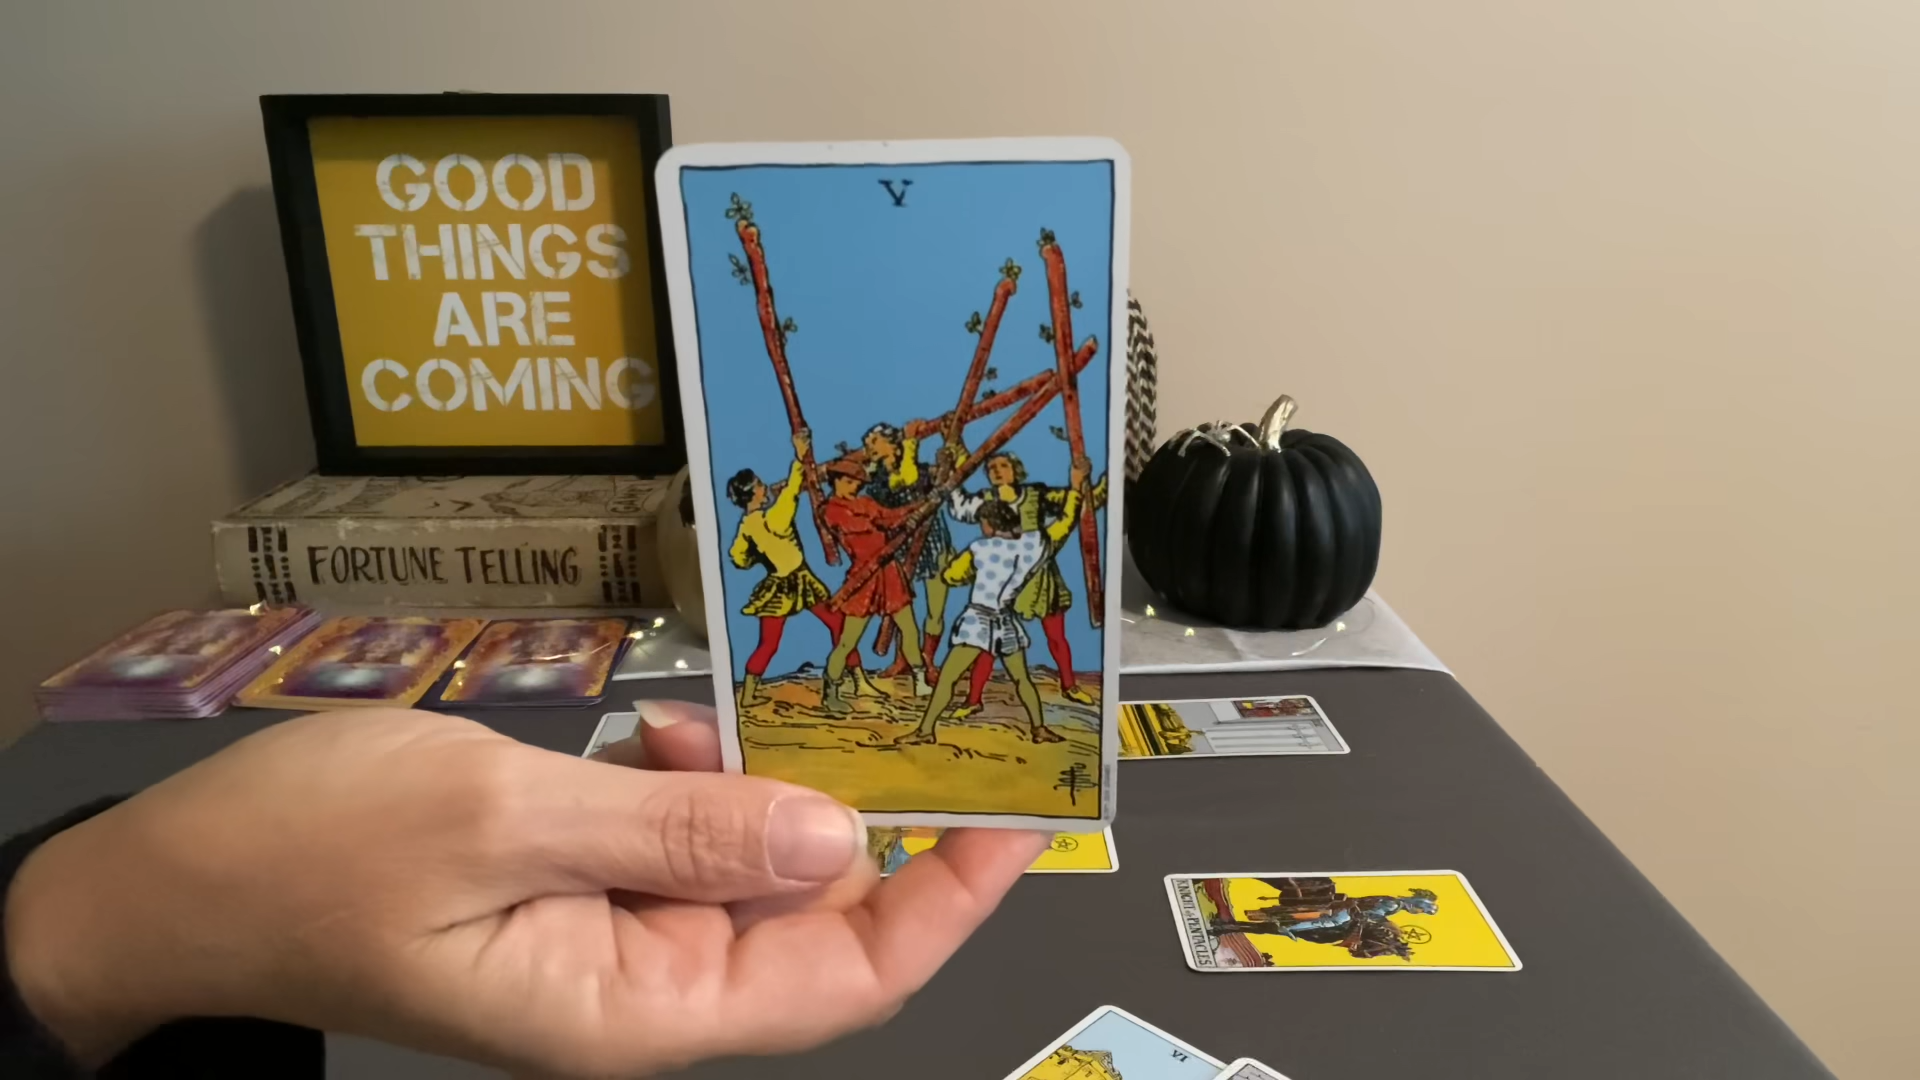 GOOD
THINGS
ARE
COMING
V
FORTUNE TELLING
KNIGHT of PENTACLES
VI